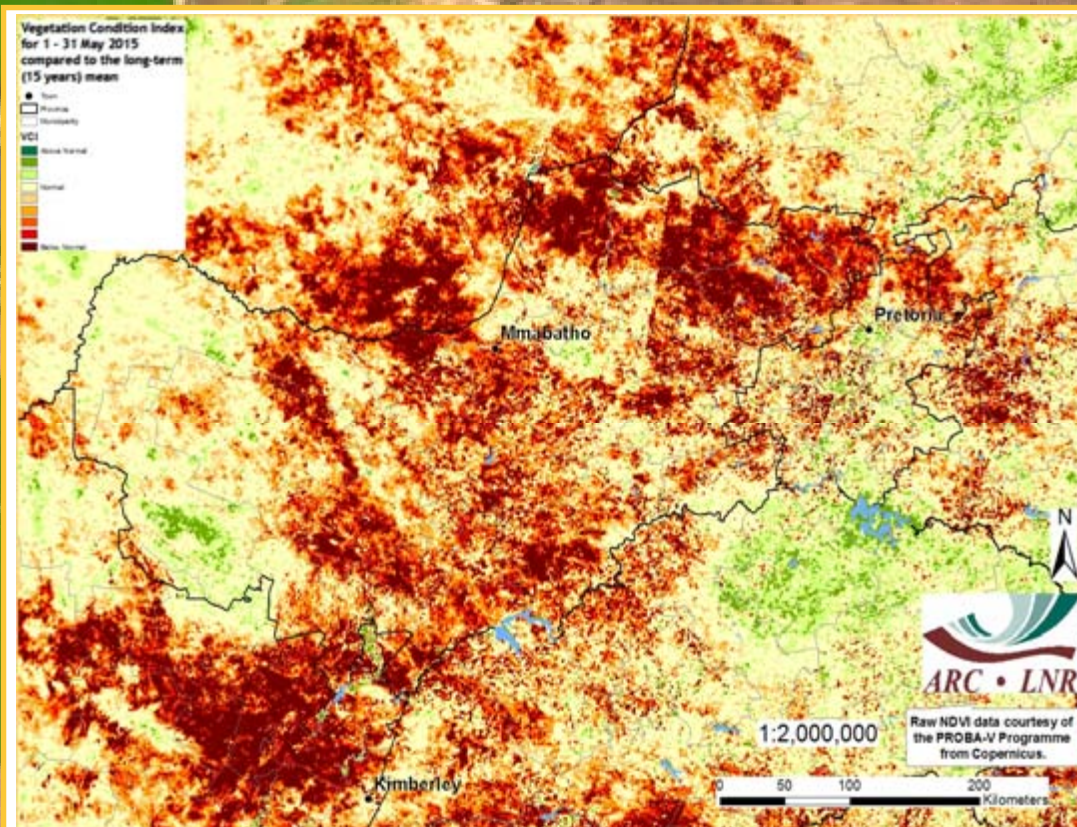 Vegetation Condition Index
for 1 - 31 May 2015
compared to the long-term
(15 years) mean
Town
Province
Municipality
VCI
Above Normal
Normal
Below Normal
Mmabatho
Pretoria
N
ARC • LNR
1:2,000,000
Raw NDVI data courtesy of
the PROBA-V Programme
from Copernicus.
Kimberley
0 50 100 200
Kilometers